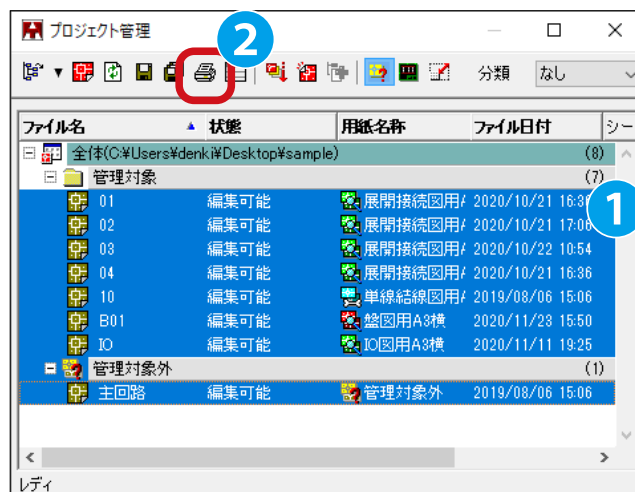 プロジェクト管理
2
分類 なし
ファイル名 状態 用紙名称 ファイル日付 シー
全体(C:¥Users¥denki¥Desktop¥sample) (8)
管理対象 (7)
01 編集可能 展開接続図用A 2020/10/21 16:36
02 編集可能 展開接続図用A 2020/10/21 17:06
1
03 編集可能 展開接続図用A 2020/10/22 10:54
04 編集可能 展開接続図用A 2020/10/21 16:36
10 編集可能 単線結線図用A 2019/08/06 15:06
B01 編集可能 盤図用A3横 2020/11/23 15:50
IO 編集可能 IO図用A3横 2020/11/11 19:25
管理対象外 (1)
主回路 編集可能 管理対象外 2019/08/06 15:06
レディ